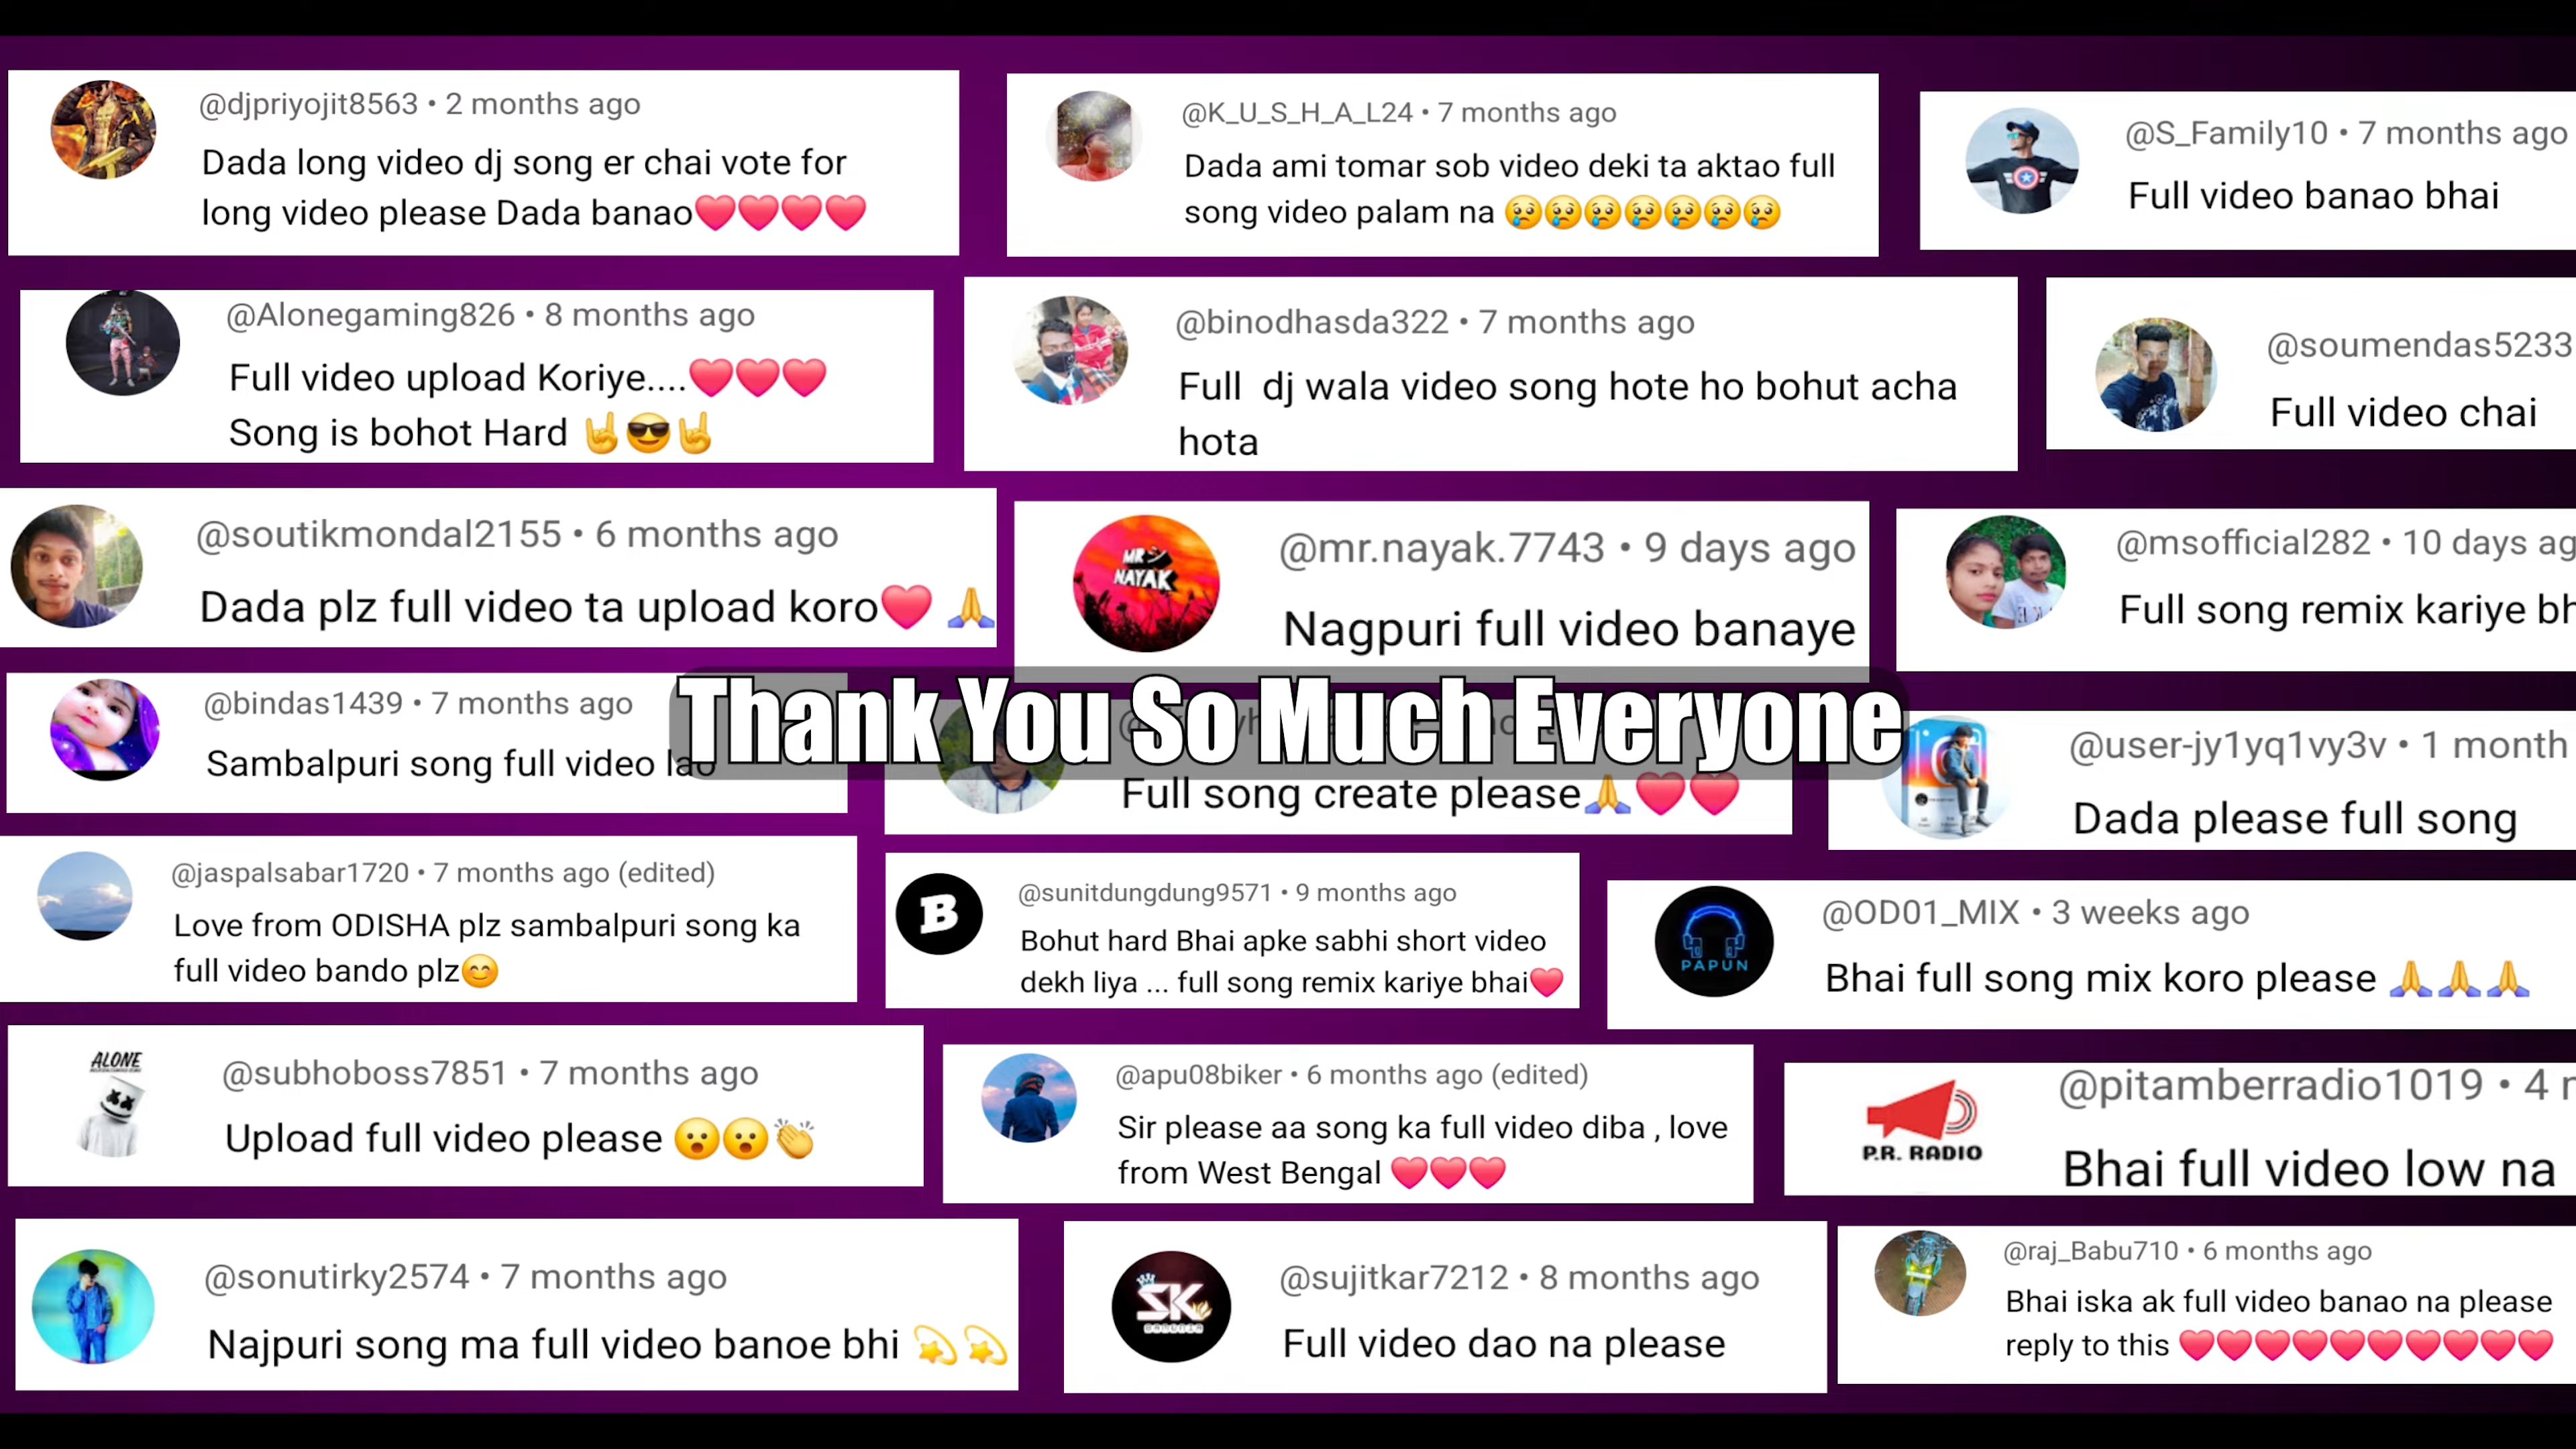 @djpriyojit8563 • 2 months ago
Dada long video dj song er chai vote for
long video please Dada banao❤️❤️❤️❤️
@K_U_S_H_A_L24 • 7 months ago
Dada ami tomar sob video deki ta aktao full
song video palam na 😢😢😢😢😢😢😢
@S_Family10 • 7 months ago
Full video banao bhai
@Alonegaming826 • 8 months ago
Full video upload Koriye....❤️❤️❤️
Song is bohot Hard 🤘😎🤘
@binodhasda322 • 7 months ago
Full dj wala video song hote ho bohut acha
hota
@soumendas5233
Full video chai
@soutikmondal2155 • 6 months ago
Dada plz full video ta upload koro❤️ 🙏
MR
NAYAK
@mr.nayak.7743 • 9 days ago
Nagpuri full video banaye
@msofficial282 • 10 days ag
Full song remix kariye bh
@bindas1439 • 7 months ago
Sambalpuri song full video lao
Thank You So Much Everyone
Full song create please🙏❤️❤️
@user-jy1yq1vy3v • 1 month
Dada please full song
@jaspalsabar1720 • 7 months ago (edited)
Love from ODISHA plz sambalpuri song ka
full video bando plz😊
B
@sunitdungdung9571 • 9 months ago
Bohut hard Bhai apke sabhi short video
dekh liya ... full song remix kariye bhai❤️
PAPUN
@OD01_MIX • 3 weeks ago
Bhai full song mix koro please 🙏🙏🙏
ALONE
@subhoboss7851 • 7 months ago
Upload full video please 😮😮👏
@apu08biker • 6 months ago (edited)
Sir please aa song ka full video diba , love
from West Bengal ❤️❤️❤️
P.R. RADIO
@pitamberradio1019 • 4
Bhai full video low na
@sonutirky2574 • 7 months ago
Najpuri song ma full video banoe bhi 💫💫
SK
@sujitkar7212 • 8 months ago
Full video dao na please
@raj_Babu710 • 6 months ago
Bhai iska ak full video banao na please
reply to this ❤️❤️❤️❤️❤️❤️❤️❤️❤️❤️